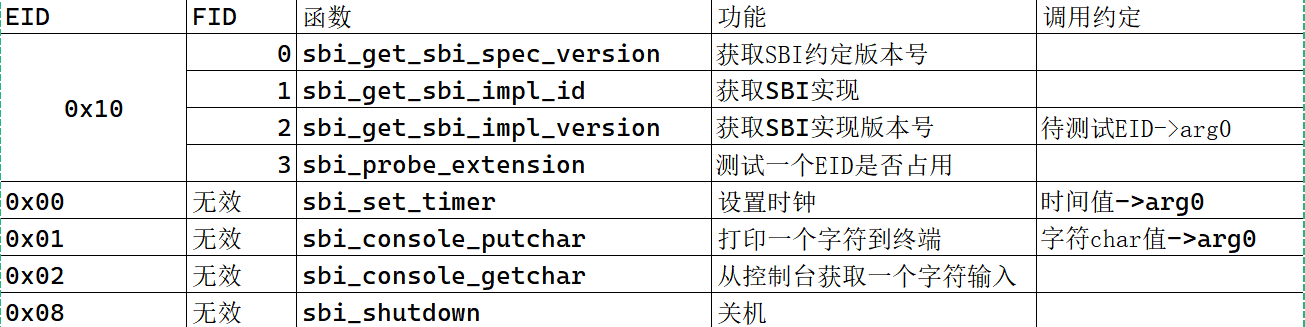 EID FID 函数 功能 调用约定
0x10
0 sbi_get_sbi_spec_version 获取SBI约定版本号
1 sbi_get_sbi_impl_id 获取SBI实现
2 sbi_get_sbi_impl_version 获取SBI实现版本号 待测试EID->arg0
3 sbi_probe_extension 测试一个EID是否占用
0x00 无效 sbi_set_timer 设置时钟 时间值->arg0
0x01 无效 sbi_console_putchar 打印一个字符到终端 字符char值->arg0
0x02 无效 sbi_console_getchar 从控制台获取一个字符输入
0x08 无效 sbi_shutdown 关机